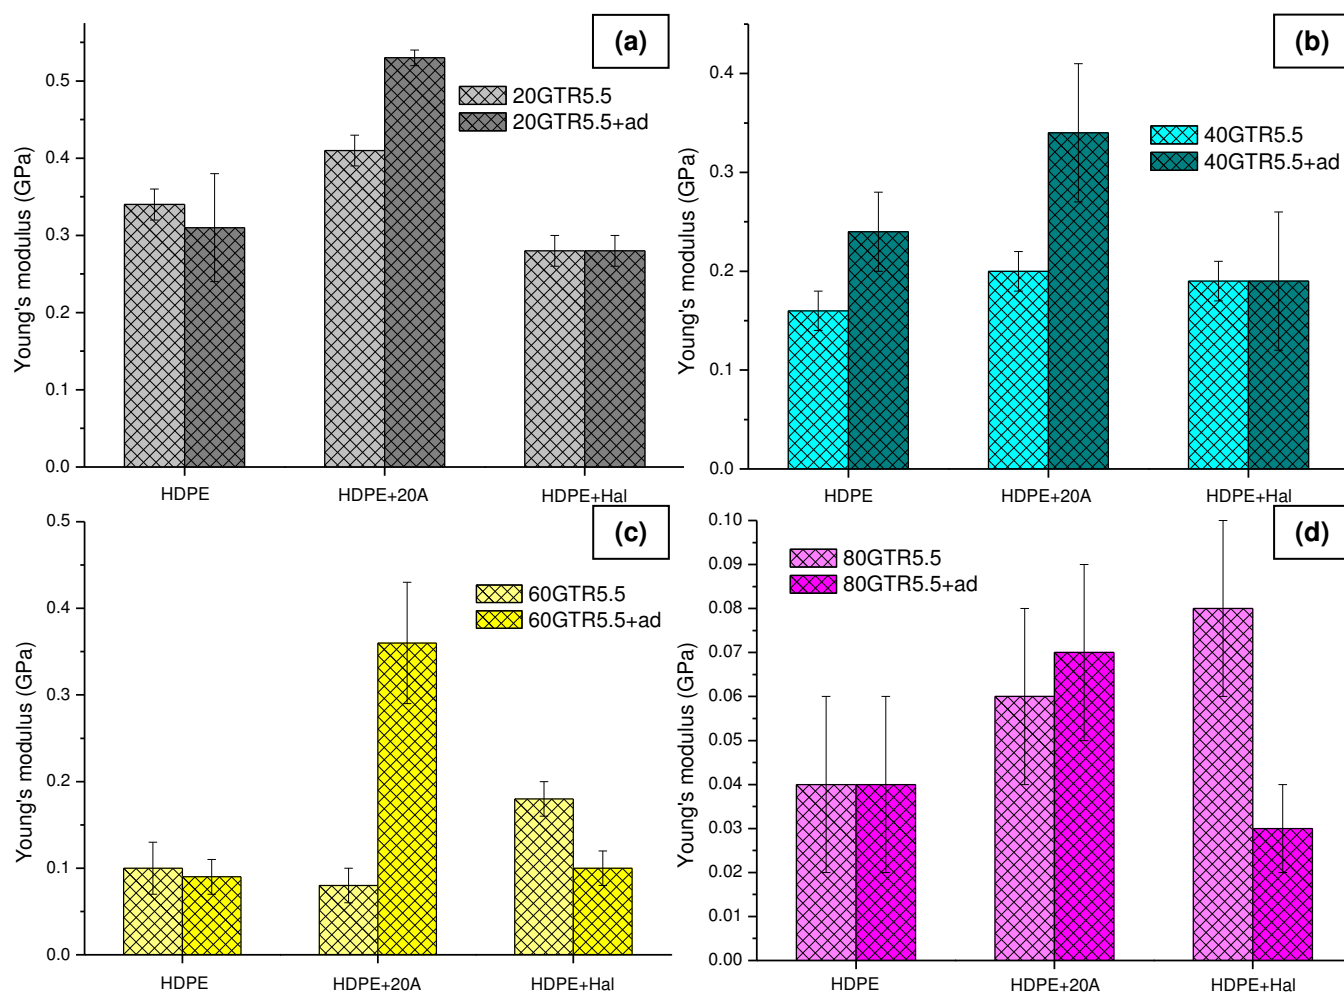 (a)
Young's modulus (GPa)
0.5
0.4
0.3
0.2
0.1
0.0
20GTR5.5
20GTR5.5+ad
HDPE
HDPE+20A
HDPE+Hal
(b)
Young's modulus (GPa)
0.4
0.3
0.2
0.1
0.0
40GTR5.5
40GTR5.5+ad
HDPE
HDPE+20A
HDPE+Hal
(c)
Young's modulus (GPa)
0.5
0.4
0.3
0.2
0.1
0.0
60GTR5.5
60GTR5.5+ad
HDPE
HDPE+20A
HDPE+Hal
(d)
Young's modulus (GPa)
0.10
0.09
0.08
0.07
0.06
0.05
0.04
0.03
0.02
0.01
0.00
80GTR5.5
80GTR5.5+ad
HDPE
HDPE+20A
HDPE+Hal